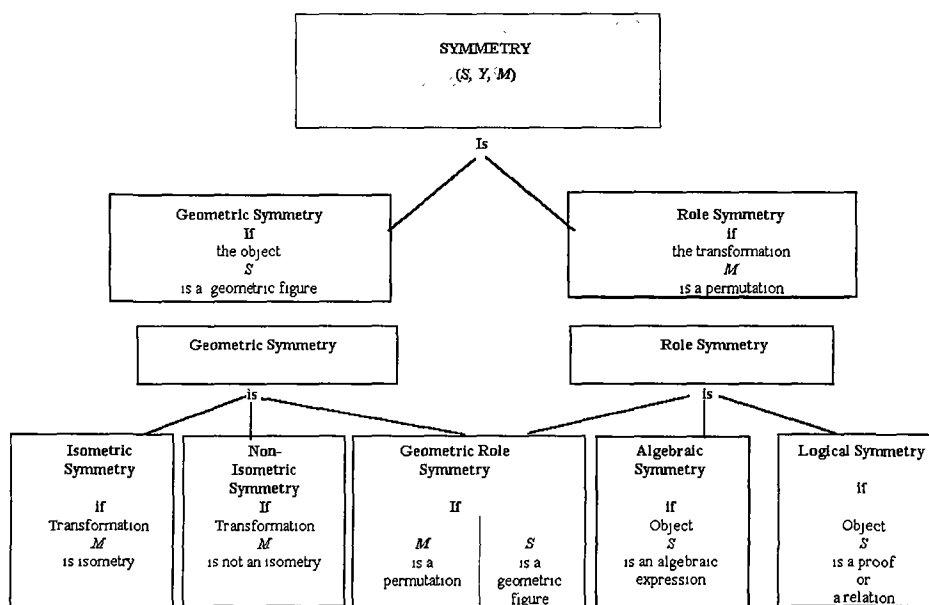 SYMMETRY
(S, Y, M)
Is
Geometric Symmetry
If
the object
S
is a geometric figure
Role Symmetry
if
the transformation
M
is a permutation
Geometric Symmetry
Role Symmetry
is
is
Isometric
Symmetry
if
Transformation
M
is isometry
Non-
Isometric
Symmetry
If
Transformation
M
is not an isometry
Geometric Role
Symmetry
If
M
is a
permutation
S
is a
geometric
figure
Algebraic
Symmetry
if
Object
S
is an algebraic
expression
Logical Symmetry
if
Object
S
is a proof
or
a relation